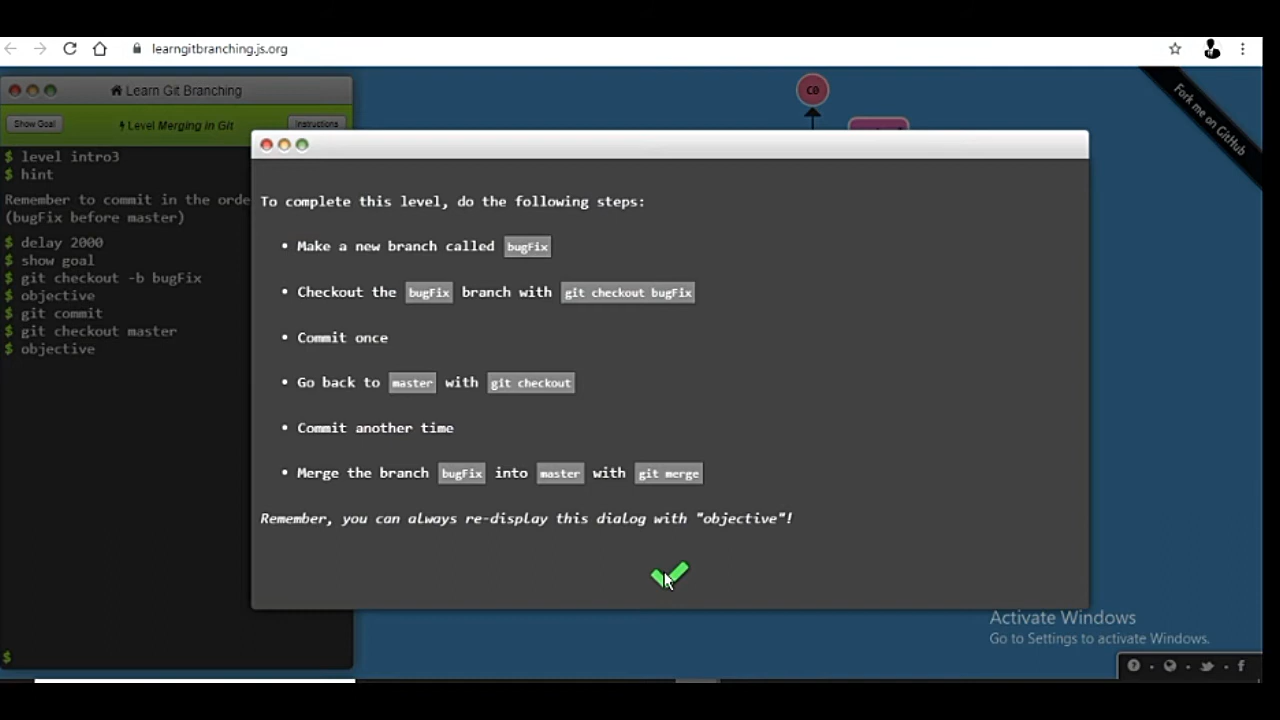 learngitbranching.js.org
Learn Git Branching
Show Goal
Level Merging in Git
Instructions
$ level intro3
$ hint
Remember to commit in the orde
(bugFix before master)
$ delay 2000
$ show goal
$ git checkout -b bugFix
$ objective
$ git commit
$ git checkout master
$ objective
$
C0
Fork me on GitHub
To complete this level, do the following steps:
• Make a new branch called bugFix
• Checkout the bugFix branch with git checkout bugFix
• Commit once
• Go back to master with git checkout
• Commit another time
• Merge the branch bugFix into master with git merge
Remember, you can always re-display this dialog with "objective"!
Activate Windows
Go to Settings to activate Windows.